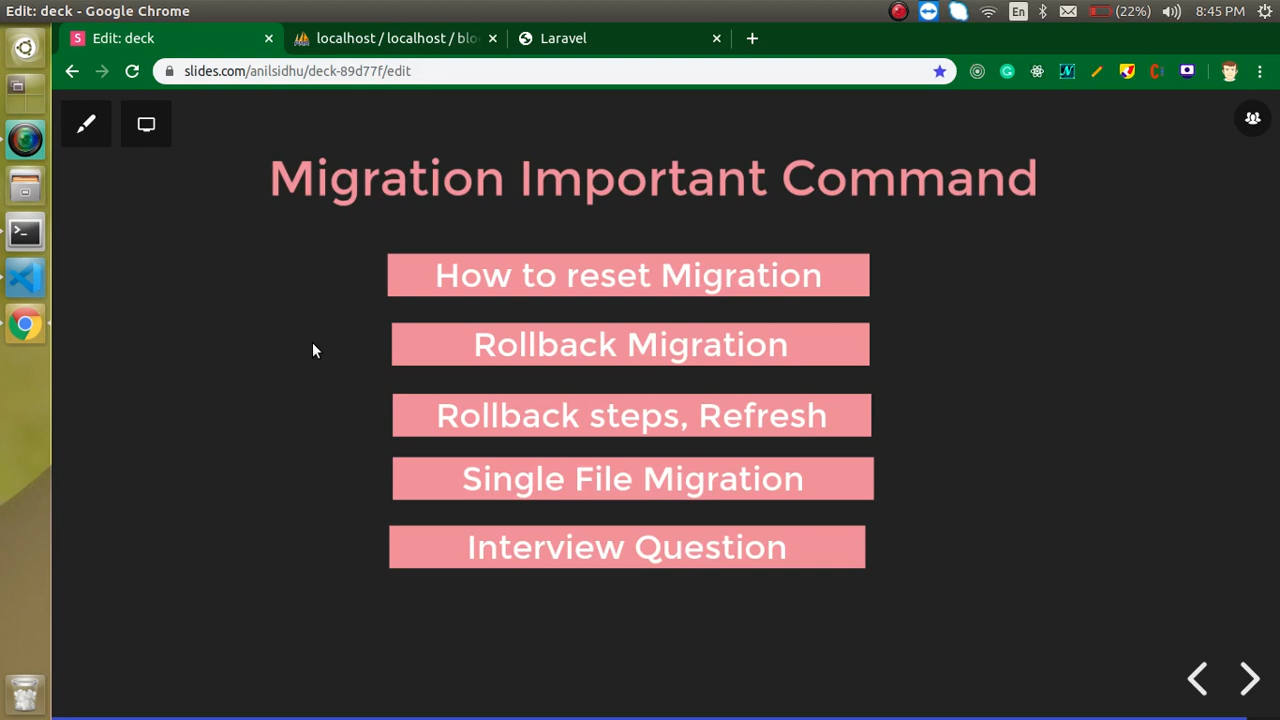 Edit: deck - Google Chrome
En
(22%)
8:45 PM
S
Edit: deck
localhost / localhost / blo
Laravel
slides.com/anilsidhu/deck-89d77f/edit
Migration Important Command
How to reset Migration
Rollback Migration
Rollback steps, Refresh
Single File Migration
Interview Question